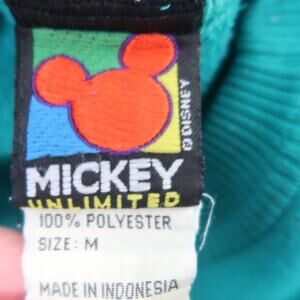 © DISNEY
MICKEY
UNLIMITED
100% POLYESTER
SIZE: M
MADE IN INDONESIA